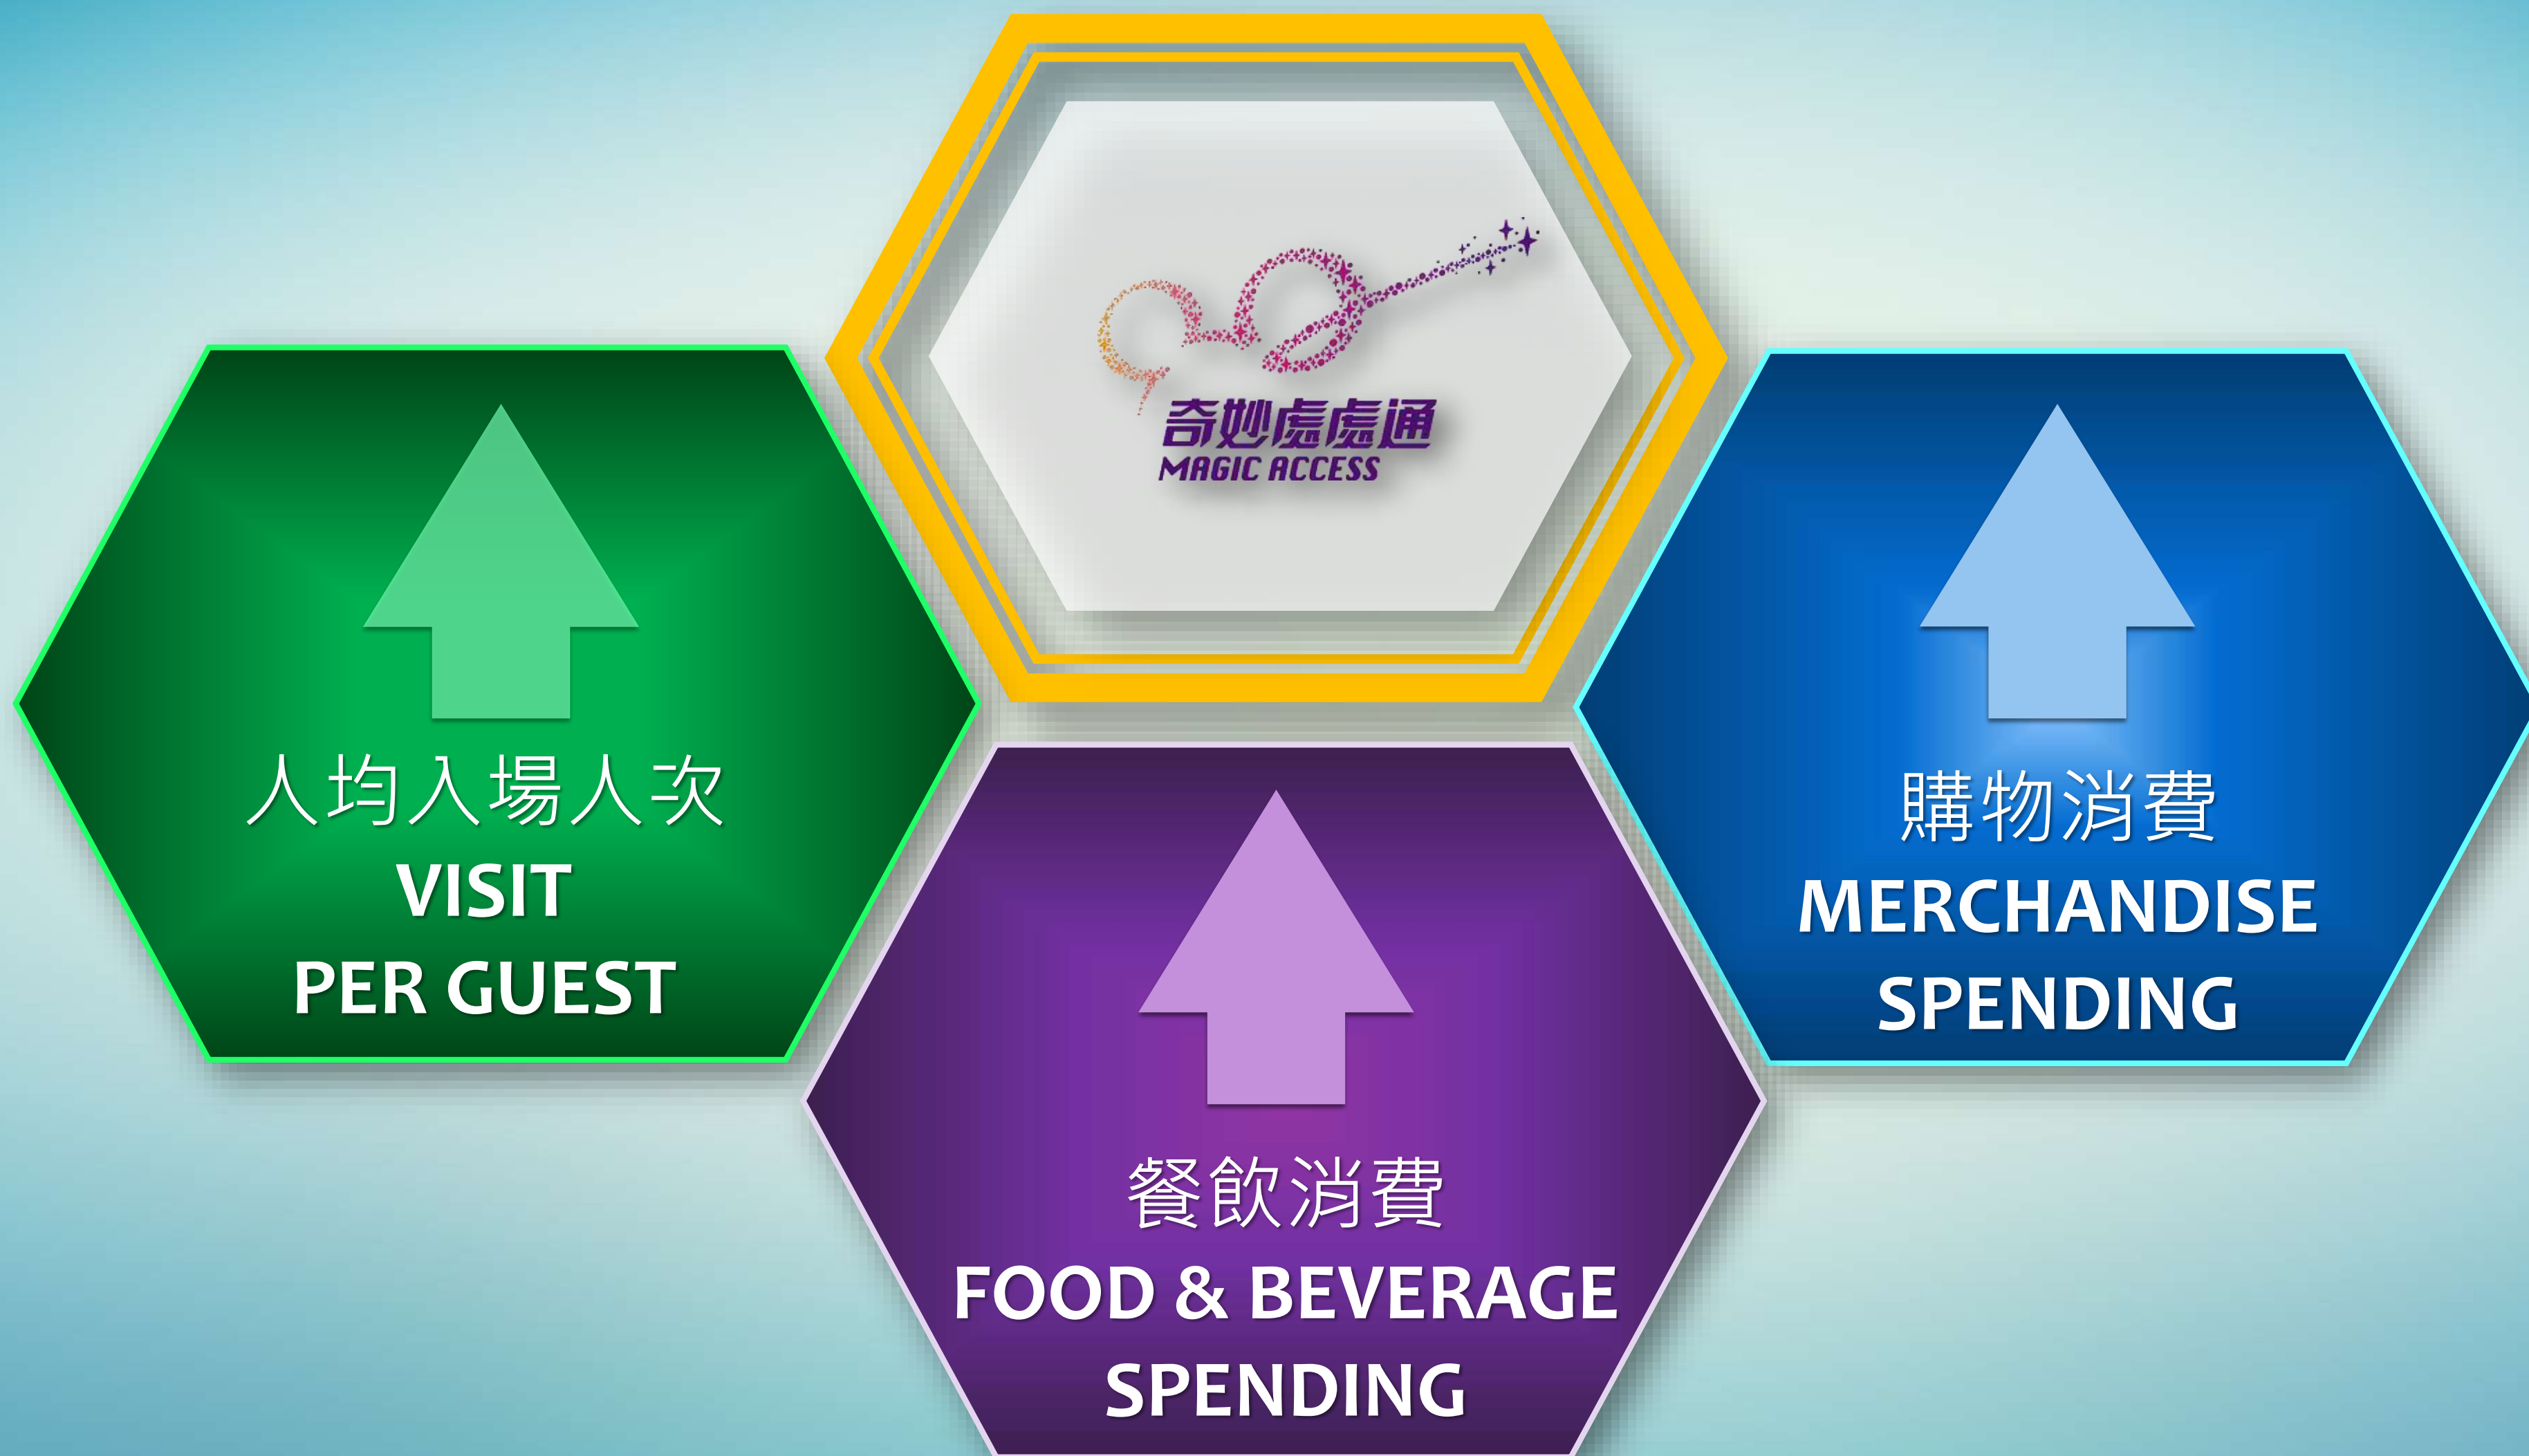 奇妙處處通
MAGIC ACCESS
人均入場人次
VISIT
PER GUEST
餐飲消費
FOOD & BEVERAGE
SPENDING
購物消費
MERCHANDISE
SPENDING